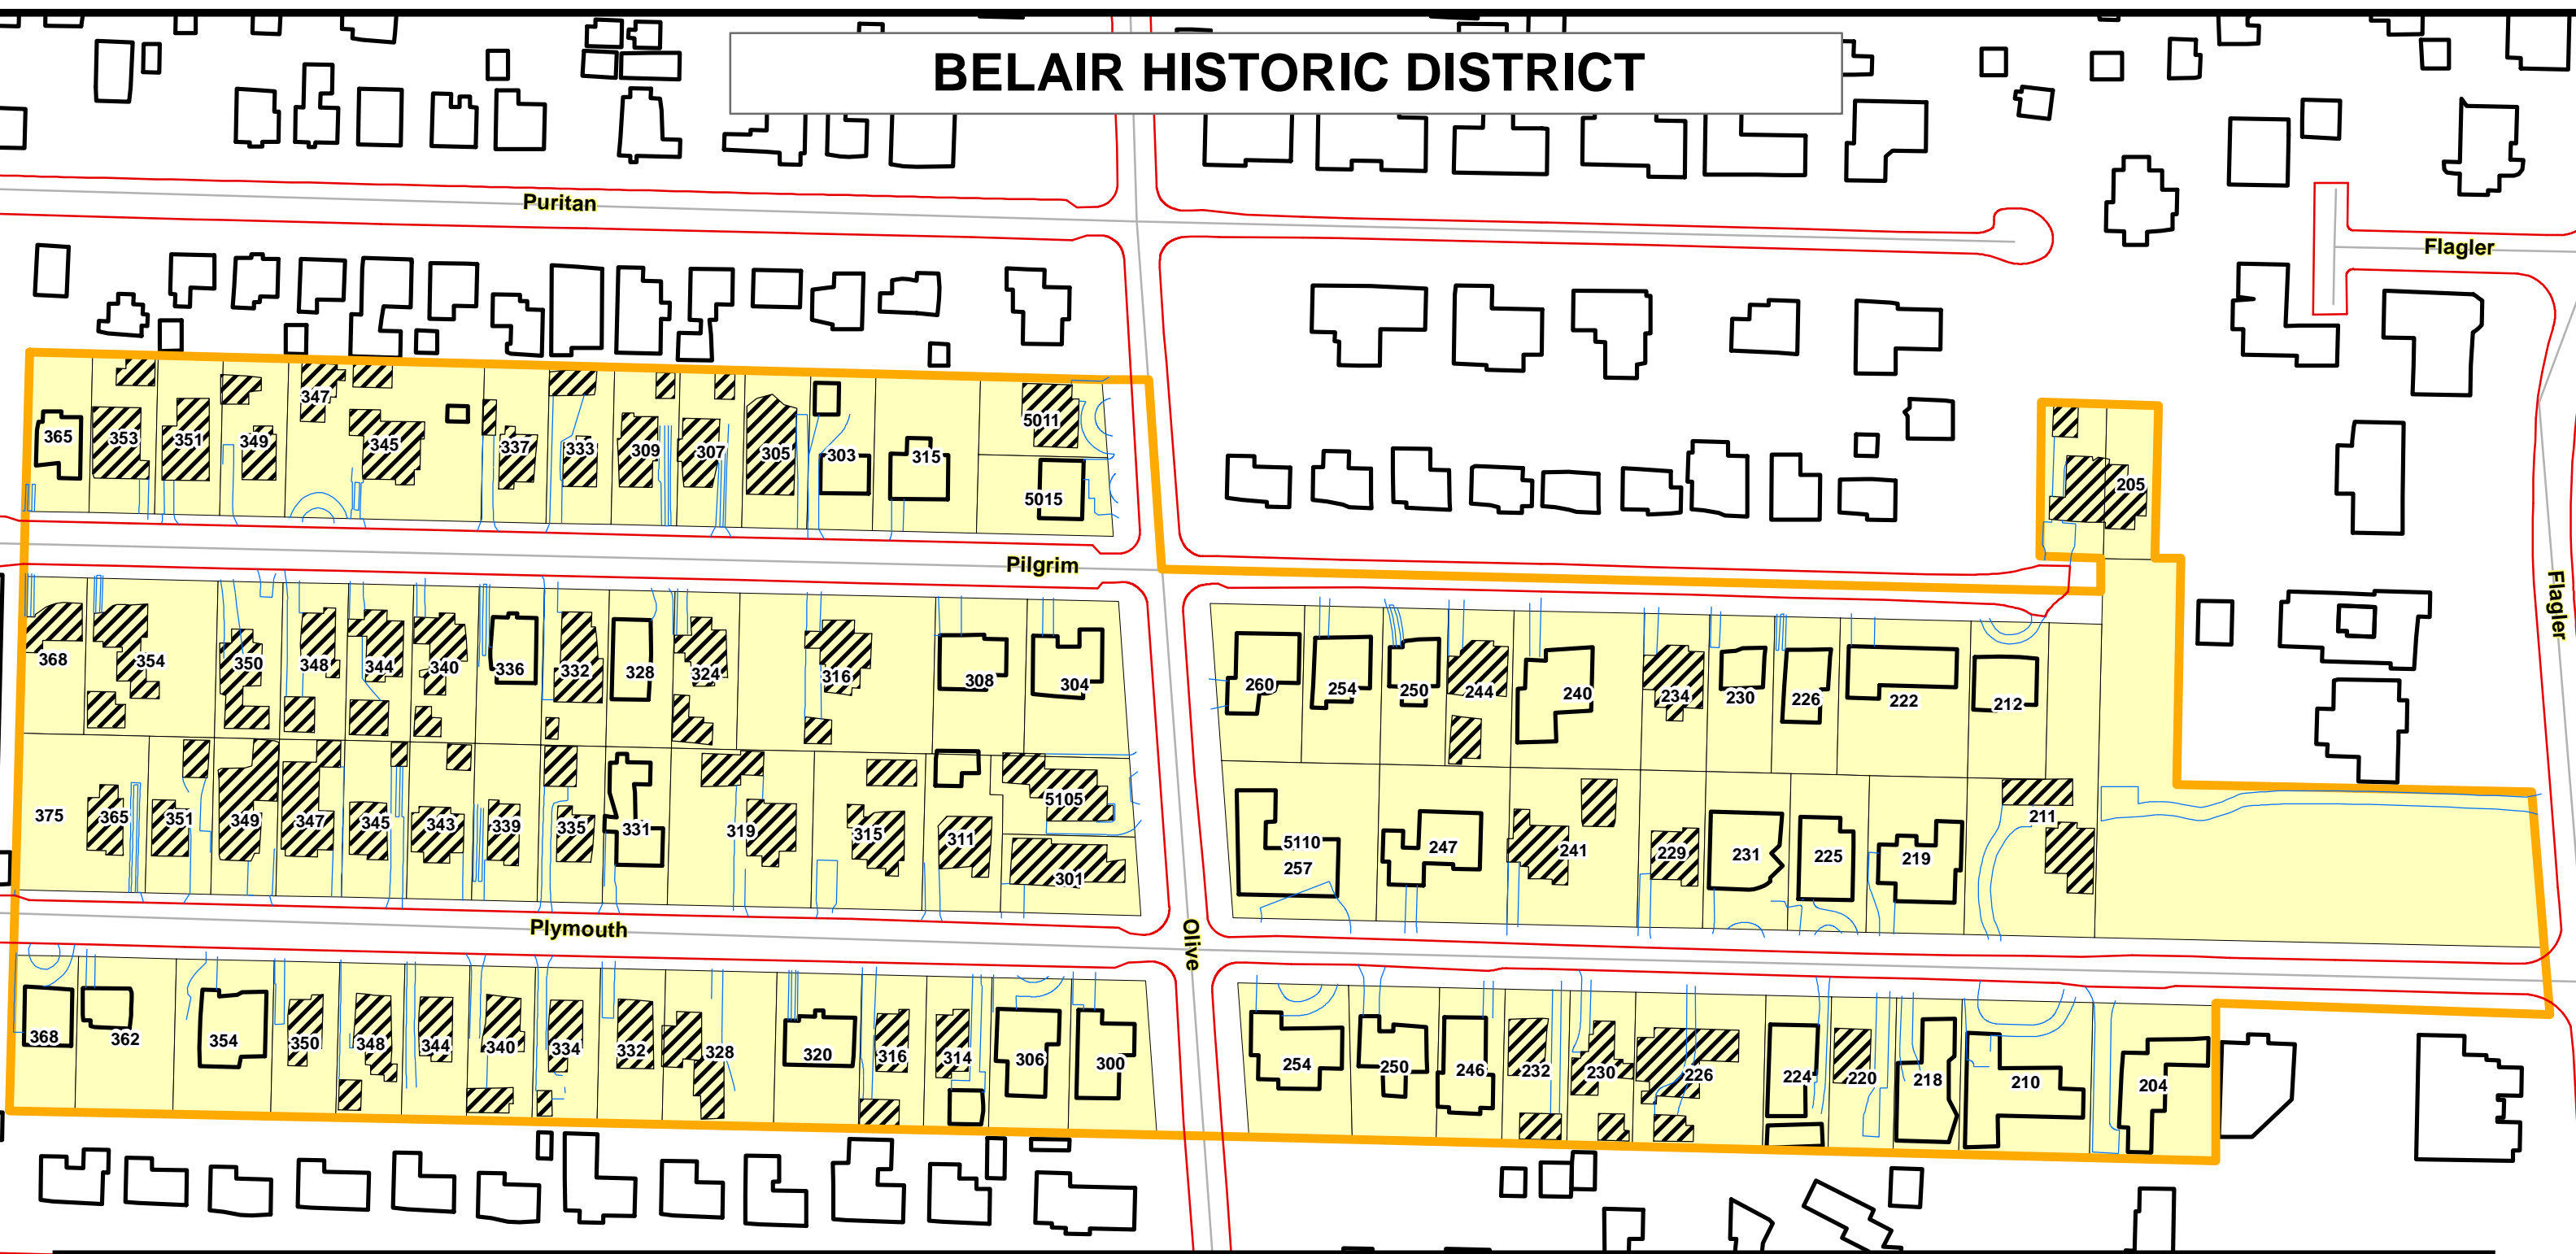 BELAIR HISTORIC DISTRICT
Puritan
Flagler
365 353 351 349 347 345 337 333 309 307 305 303 315 5011
5015
205
Pilgrim
Flagler
368 354 350 348 344 340 336 332 328 324 316 308 304
260 254 250 244 240 234 230 226 222 212
375 365 351 349 347 345 343 339 335 331 319 315 311 5105
301
5110
257 247 241 229 231 225 219 211
Plymouth
Olive
368 362 354 350 348 344 340 334 332 328 320 316 314 306 300
254 250 246 232 230 226 224 220 218 210 204